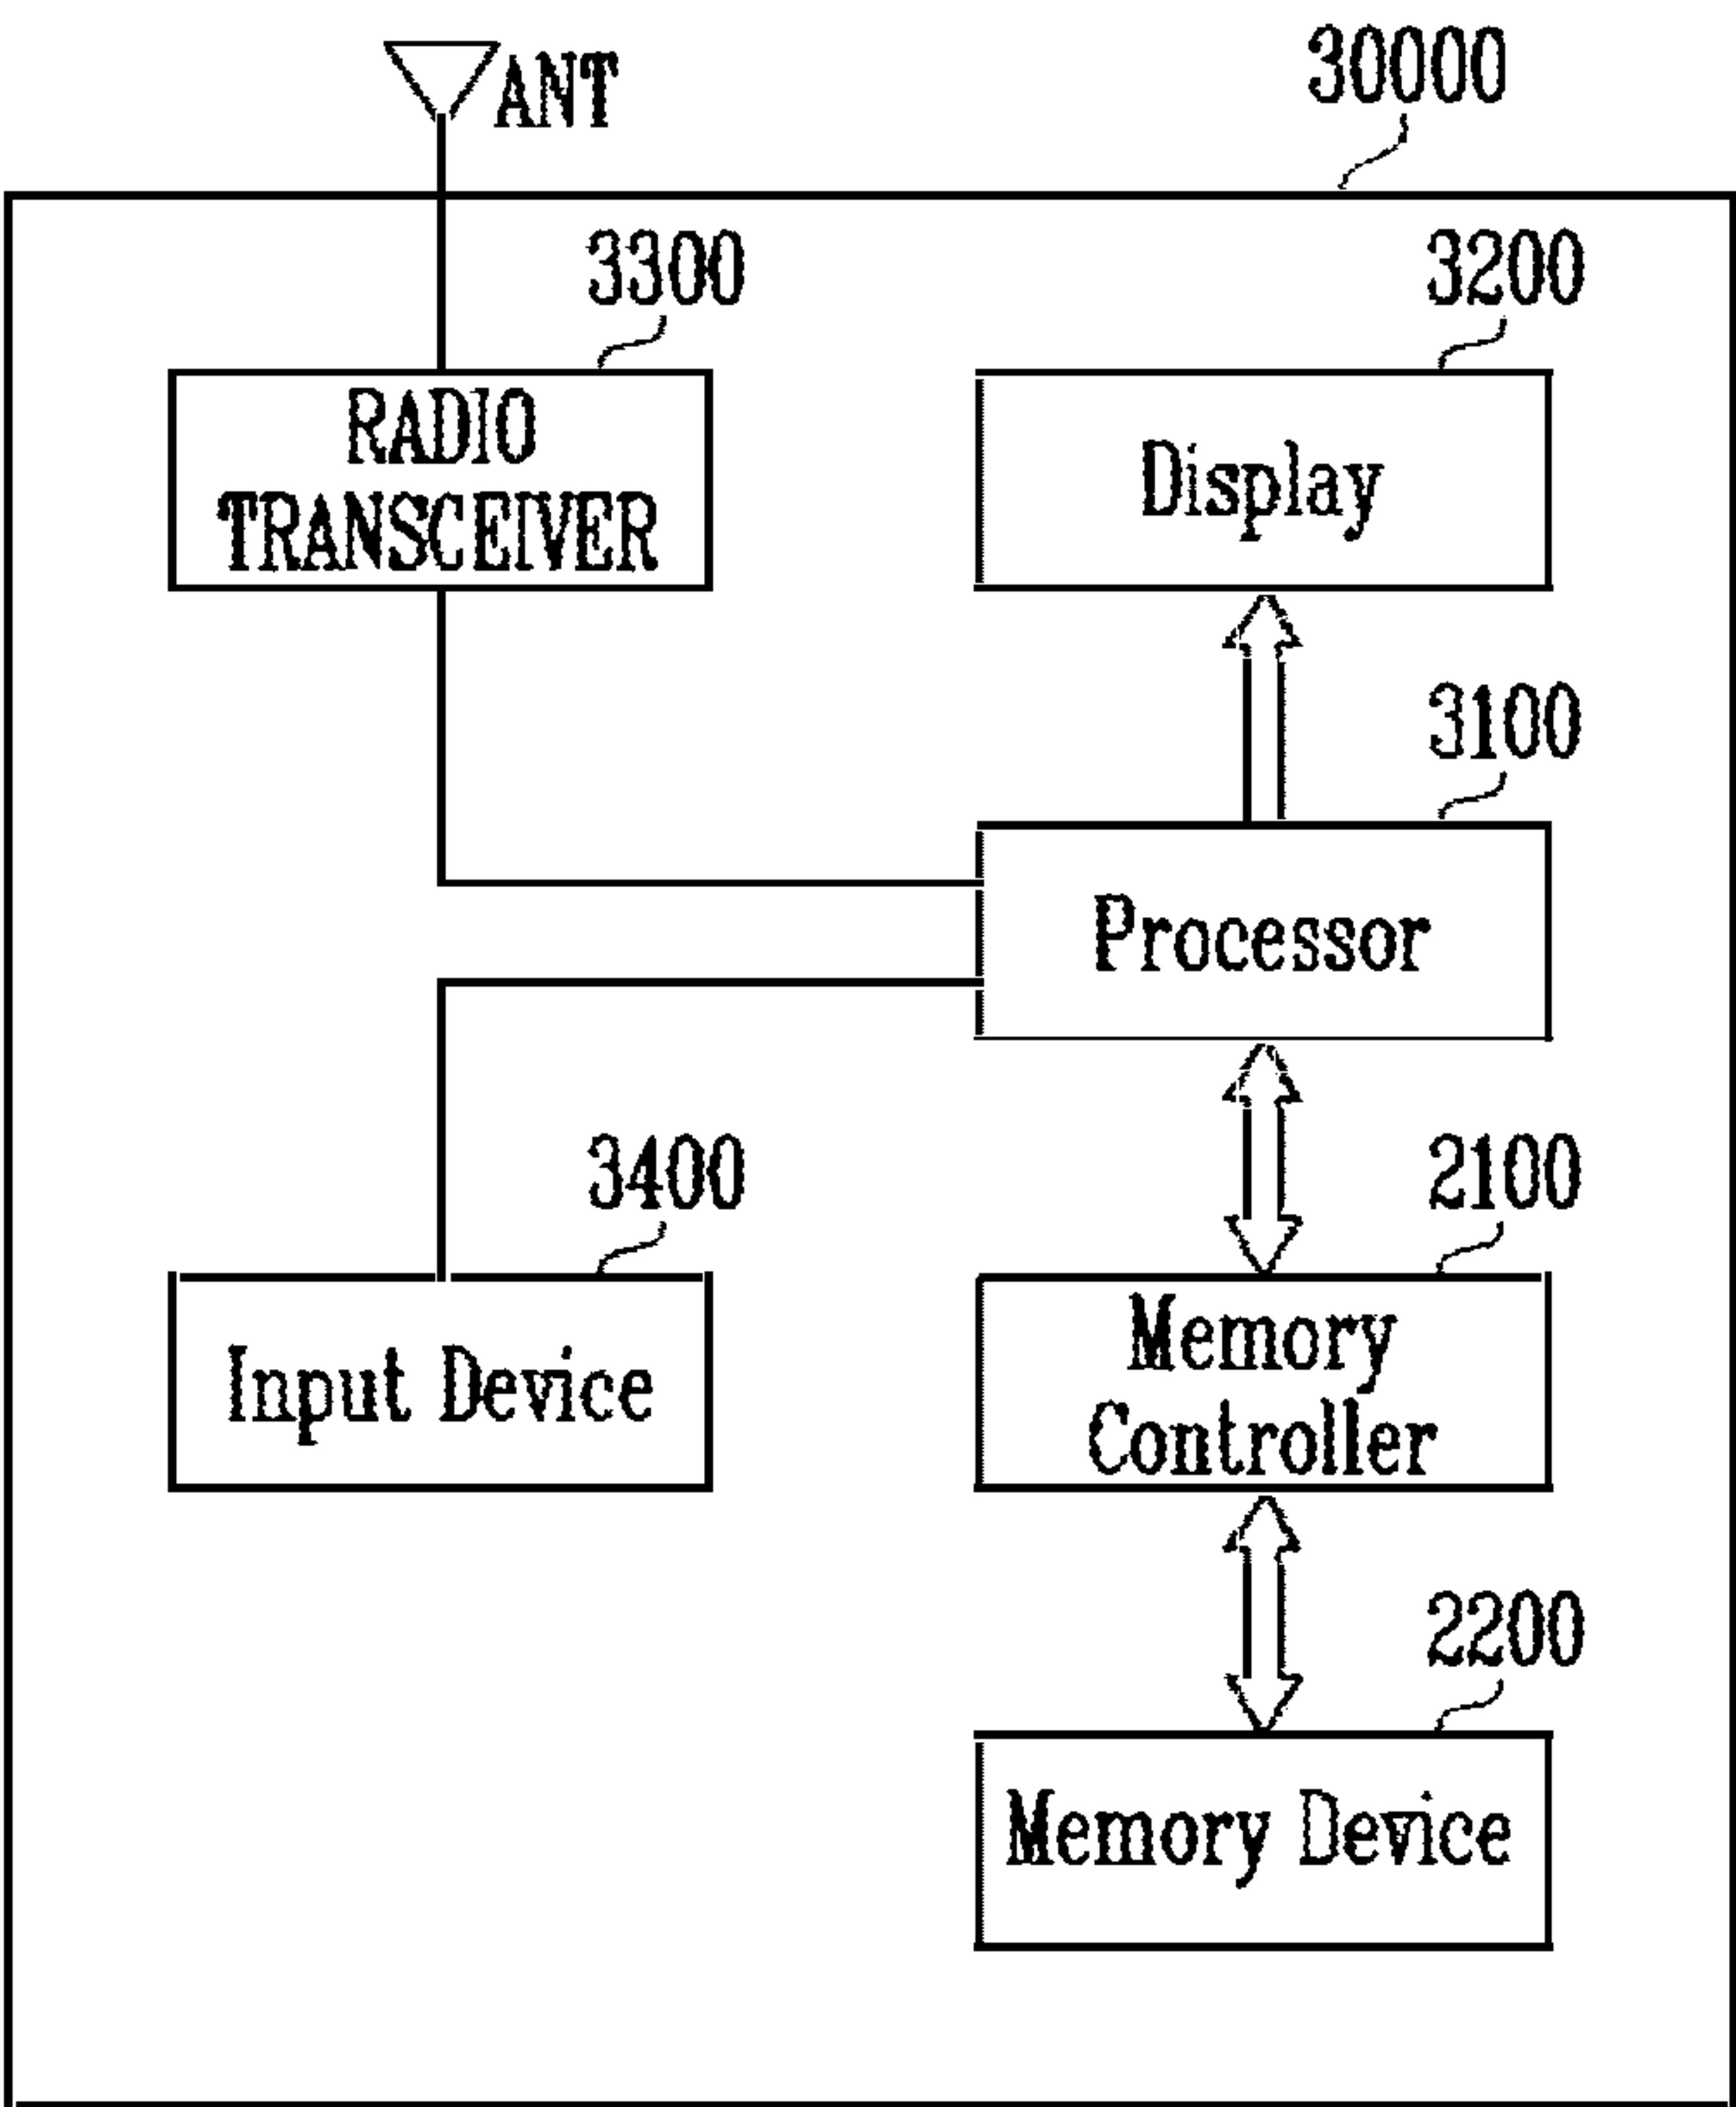 ANT
30000
3300
3200
RADIO
TRANSCEIVER
Display
3100
Processor
3400
2100
Input Device
Memory
Controller
2200
Memory Device